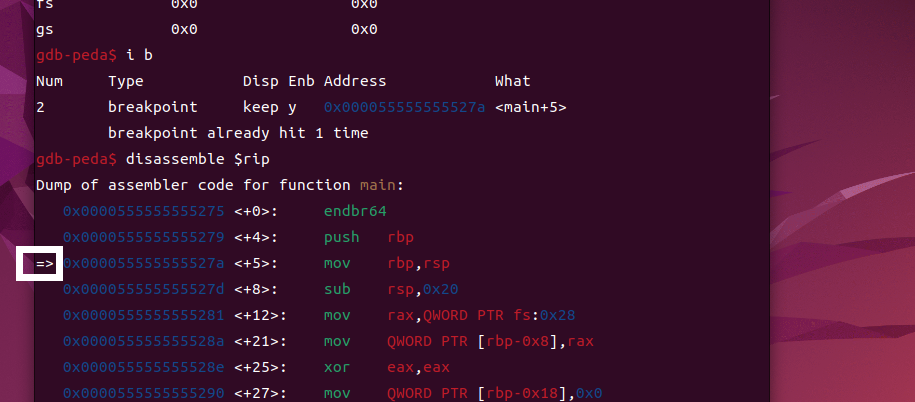 fs 0x0 0x0
gs 0x0 0x0
gdb-peda$ i b
Num Type Disp Enb Address What
2 breakpoint keep y 0x000055555555527a <main+5>
breakpoint already hit 1 time
gdb-peda$ disassemble $rip
Dump of assembler code for function main:
0x0000555555555275 <+0>: endbr64
0x0000555555555279 <+4>: push rbp
=> 0x000055555555527a <+5>: mov rbp,rsp
0x000055555555527d <+8>: sub rsp,0x20
0x0000555555555281 <+12>: mov rax,QWORD PTR fs:0x28
0x000055555555528a <+21>: mov QWORD PTR [rbp-0x8],rax
0x000055555555528e <+25>: xor eax,eax
0x0000555555555290 <+27>: mov QWORD PTR [rbp-0x18],0x0